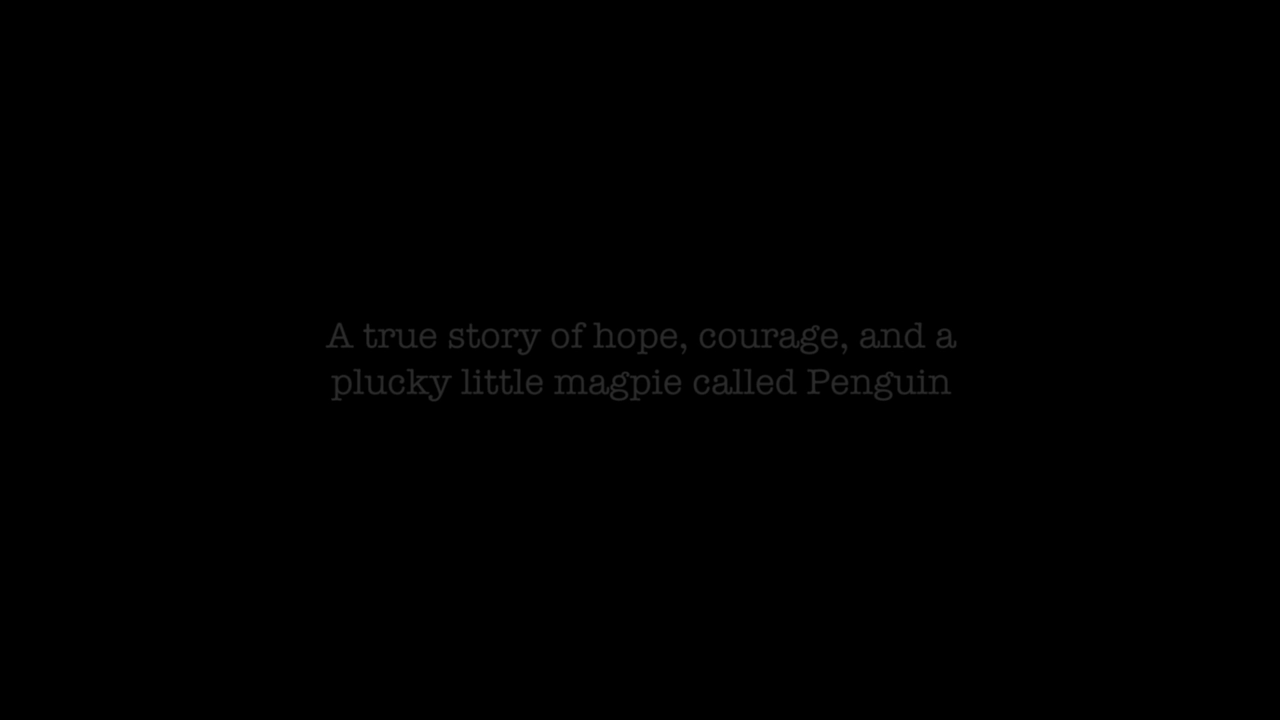 A true story of hope, courage, and a
plucky little magpie called Penguin